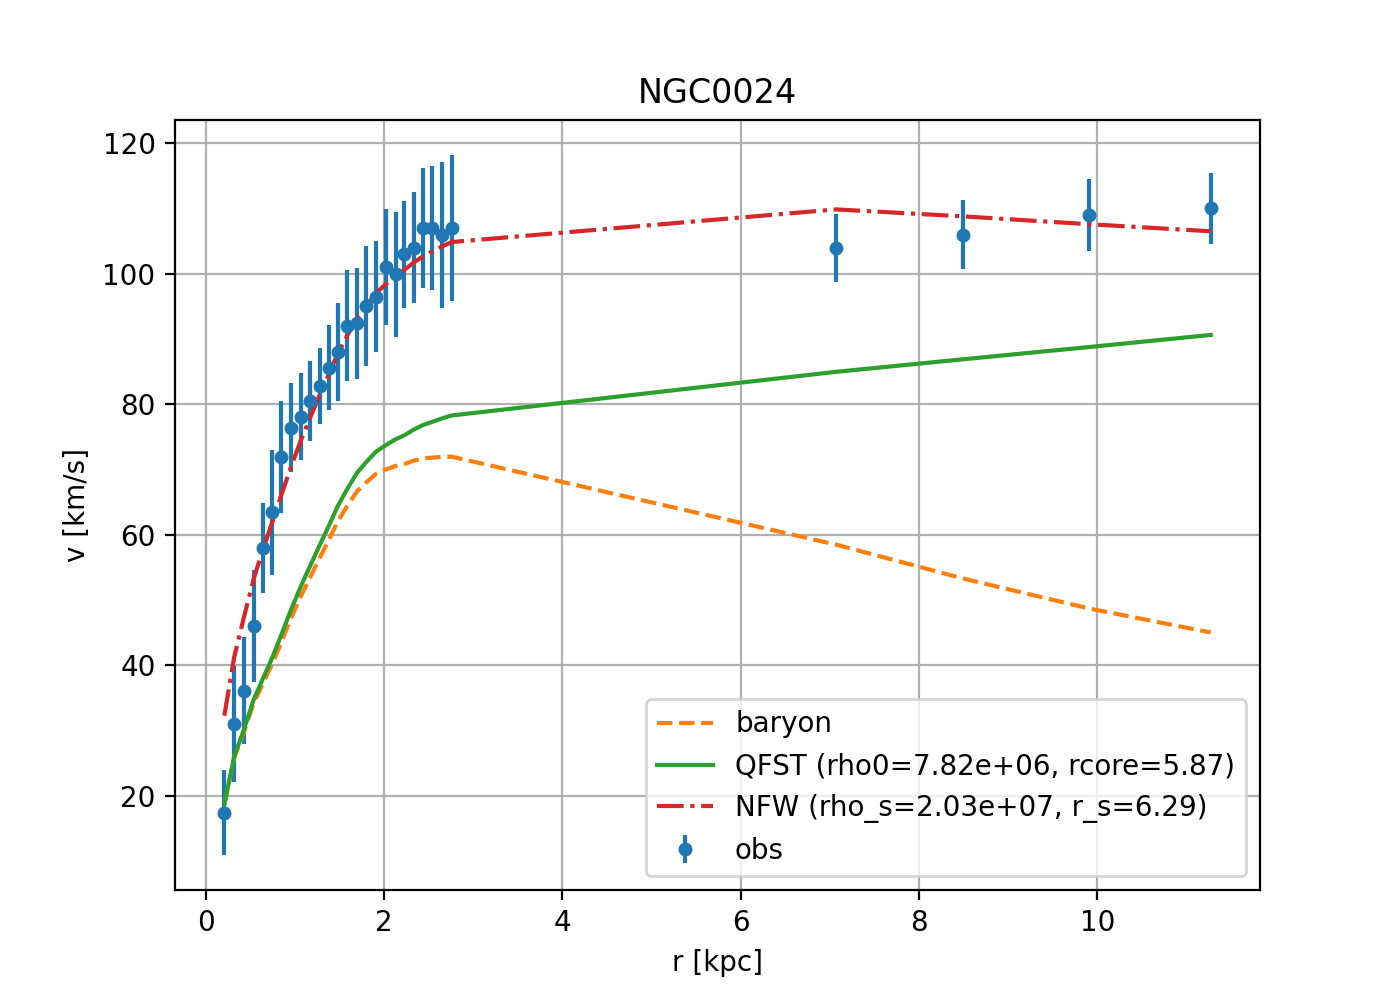 NGC0024
120
100
80
60
40
20
v [km/s]
baryon
QFST (rho0=7.82e+06, rcore=5.87)
NFW (rho_s=2.03e+07, r_s=6.29)
obs
0 2 4 6 8 10
r [kpc]